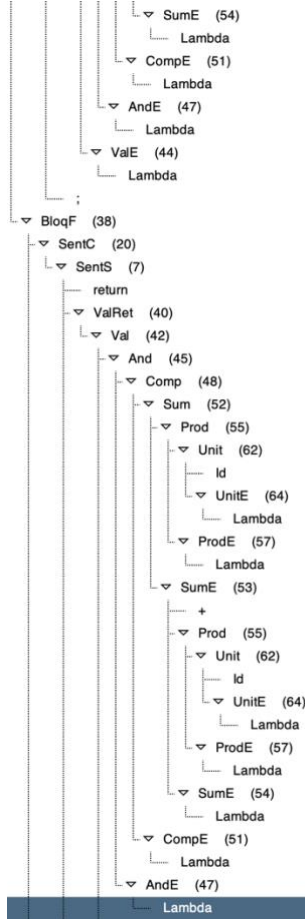 SumE (54)
Lambda
CompE (51)
Lambda
AndE (47)
Lambda
ValE (44)
Lambda
;
BloqF (38)
SentC (20)
SentS (7)
return
ValRet (40)
Val (42)
And (45)
Comp (48)
Sum (52)
Prod (55)
Unit (62)
Id
UnitE (64)
Lambda
ProdE (57)
Lambda
SumE (53)
+
Prod (55)
Unit (62)
Id
UnitE (64)
Lambda
ProdE (57)
Lambda
SumE (54)
Lambda
CompE (51)
Lambda
AndE (47)
Lambda